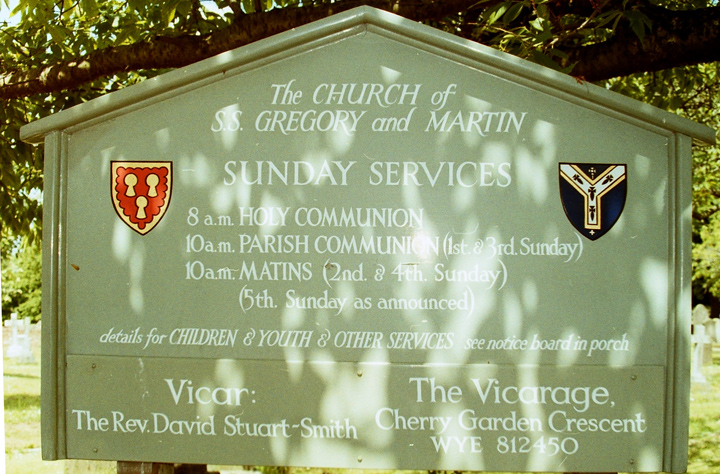 The CHURCH of
S.S. GREGORY and MARTIN
SUNDAY SERVICES
8 a.m. HOLY COMMUNION
10a.m. PARISH COMMUNION (1st. & 3rd. Sunday)
10a.m. MATINS (2nd. & 4th. Sunday)
(5th. Sunday as announced)
details for CHILDREN & YOUTH & OTHER SERVICES see notice board in porch
Vicar:
The Rev. David Stuart-Smith
The Vicarage,
Cherry Garden Crescent
WYE 812450